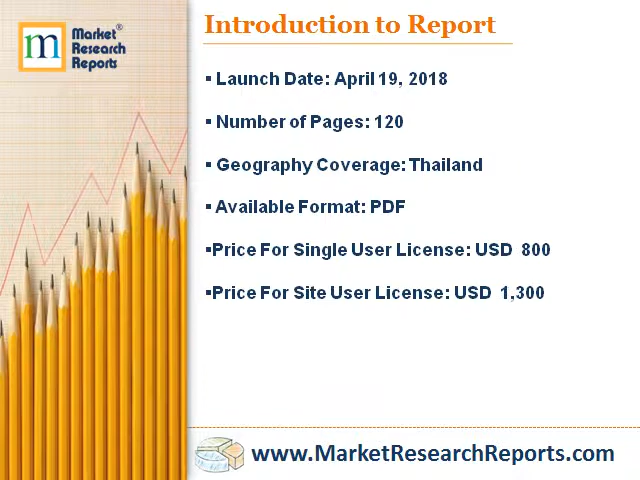 m
Market®
Research
Reports
Introduction to Report
▪ Launch Date: April 19, 2018
▪ Number of Pages: 120
▪ Geography Coverage: Thailand
▪ Available Format: PDF
▪Price For Single User License: USD 800
▪Price For Site User License: USD 1,300
www.MarketResearchReports.com